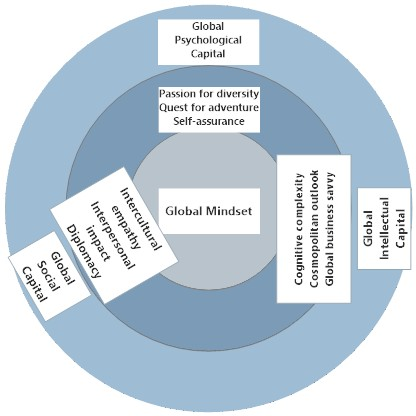 Global
Psychological
Capital
Passion for diversity
Quest for adventure
Self-assurance
Global Mindset
Intercultural
empathy
Interpersonal
impact
Diplomacy
Global
Social
Capital
Cognitive complexity
Cosmopolitan outlook
Global business savvy
Global
Intellectual
Capital